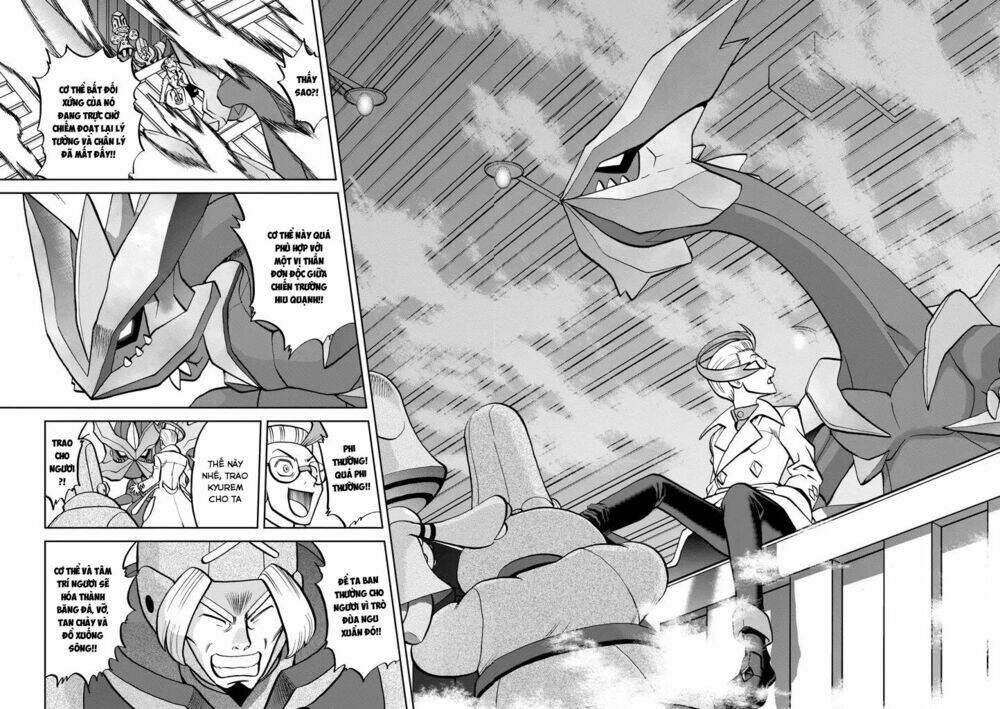 THẤY
SAO?!
CƠ THỂ BẤT ĐỐI
XỨNG CỦA NÓ
ĐANG TRỰC CHỜ
CHIẾM ĐOẠT LẠI LÝ
TƯỞNG VÀ CHÂN LÝ
ĐÃ MẤT ĐẤY!!
CƠ THỂ NÀY QUÁ
PHÙ HỢP VỚI
MỘT VỊ THẦN
ĐƠN ĐỘC GIỮA
CHIẾN TRƯỜNG
HIU QUẠNH!!
PHI
THƯỜNG!
QUÁ PHI
THƯỜNG!!
THẾ NÀY
NHÉ, TRAO
KYUREM
CHO TA
TRAO
CHO
NGƯƠI
?!
ĐỂ TA BAN
THƯỞNG CHO
NGƯƠI VÌ TRÒ
ĐÙA NGU
XUẨN ĐÓ!!
CƠ THỂ VÀ TÂM
TRÍ NGƯƠI SẼ
HÓA THÀNH
BĂNG ĐÁ, VỠ,
TAN CHẢY VÀ
ĐỔ XUỐNG
SÔNG!!